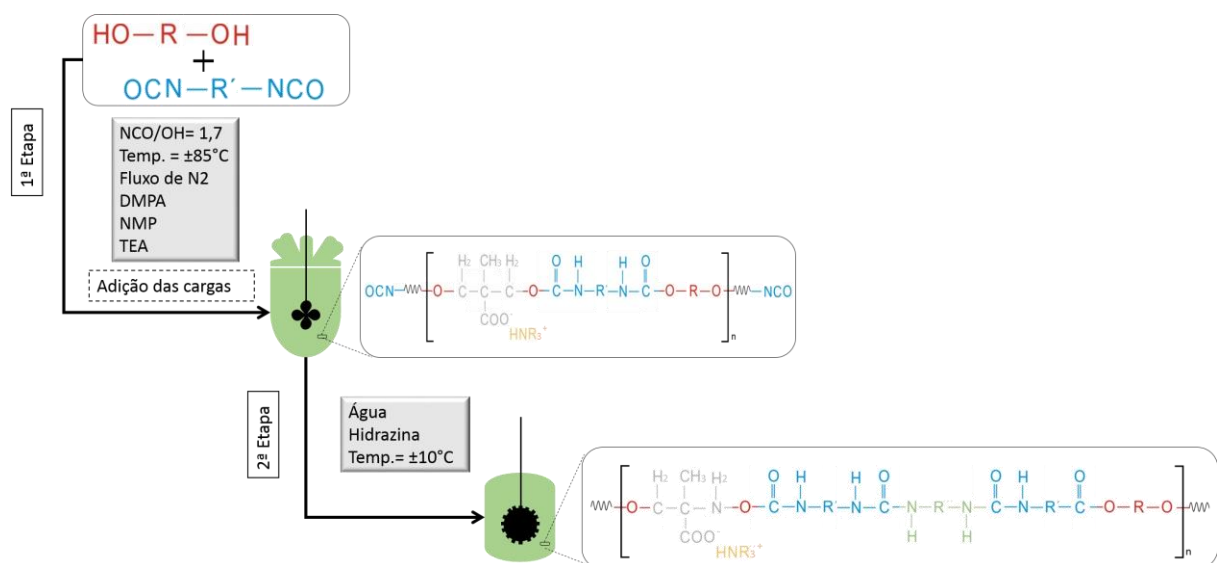 HO—R—OH
+
OCN—R´—NCO
1ª Etapa
NCO/OH= 1,7
Temp. = ±85°C
Fluxo de N2
DMPA
NMP
TEA
Adição das cargas
H₂ CH₃ H₂ O H H O
OCN [ O—C—C—C—O—C—N—R—N—C—O—R—O ] NCO
COO⁻
HNR₃⁺
n
2ª Etapa
Água
Hidrazina
Temp.= ±10°C
H₂ CH₃ H₂ O H H O O H O
[ O—C—C—N—O—C—N—R´—N—C—N—R—N—C—N—R´—C—O—R—O ]
COO⁻ H H
HNR₃⁺
n